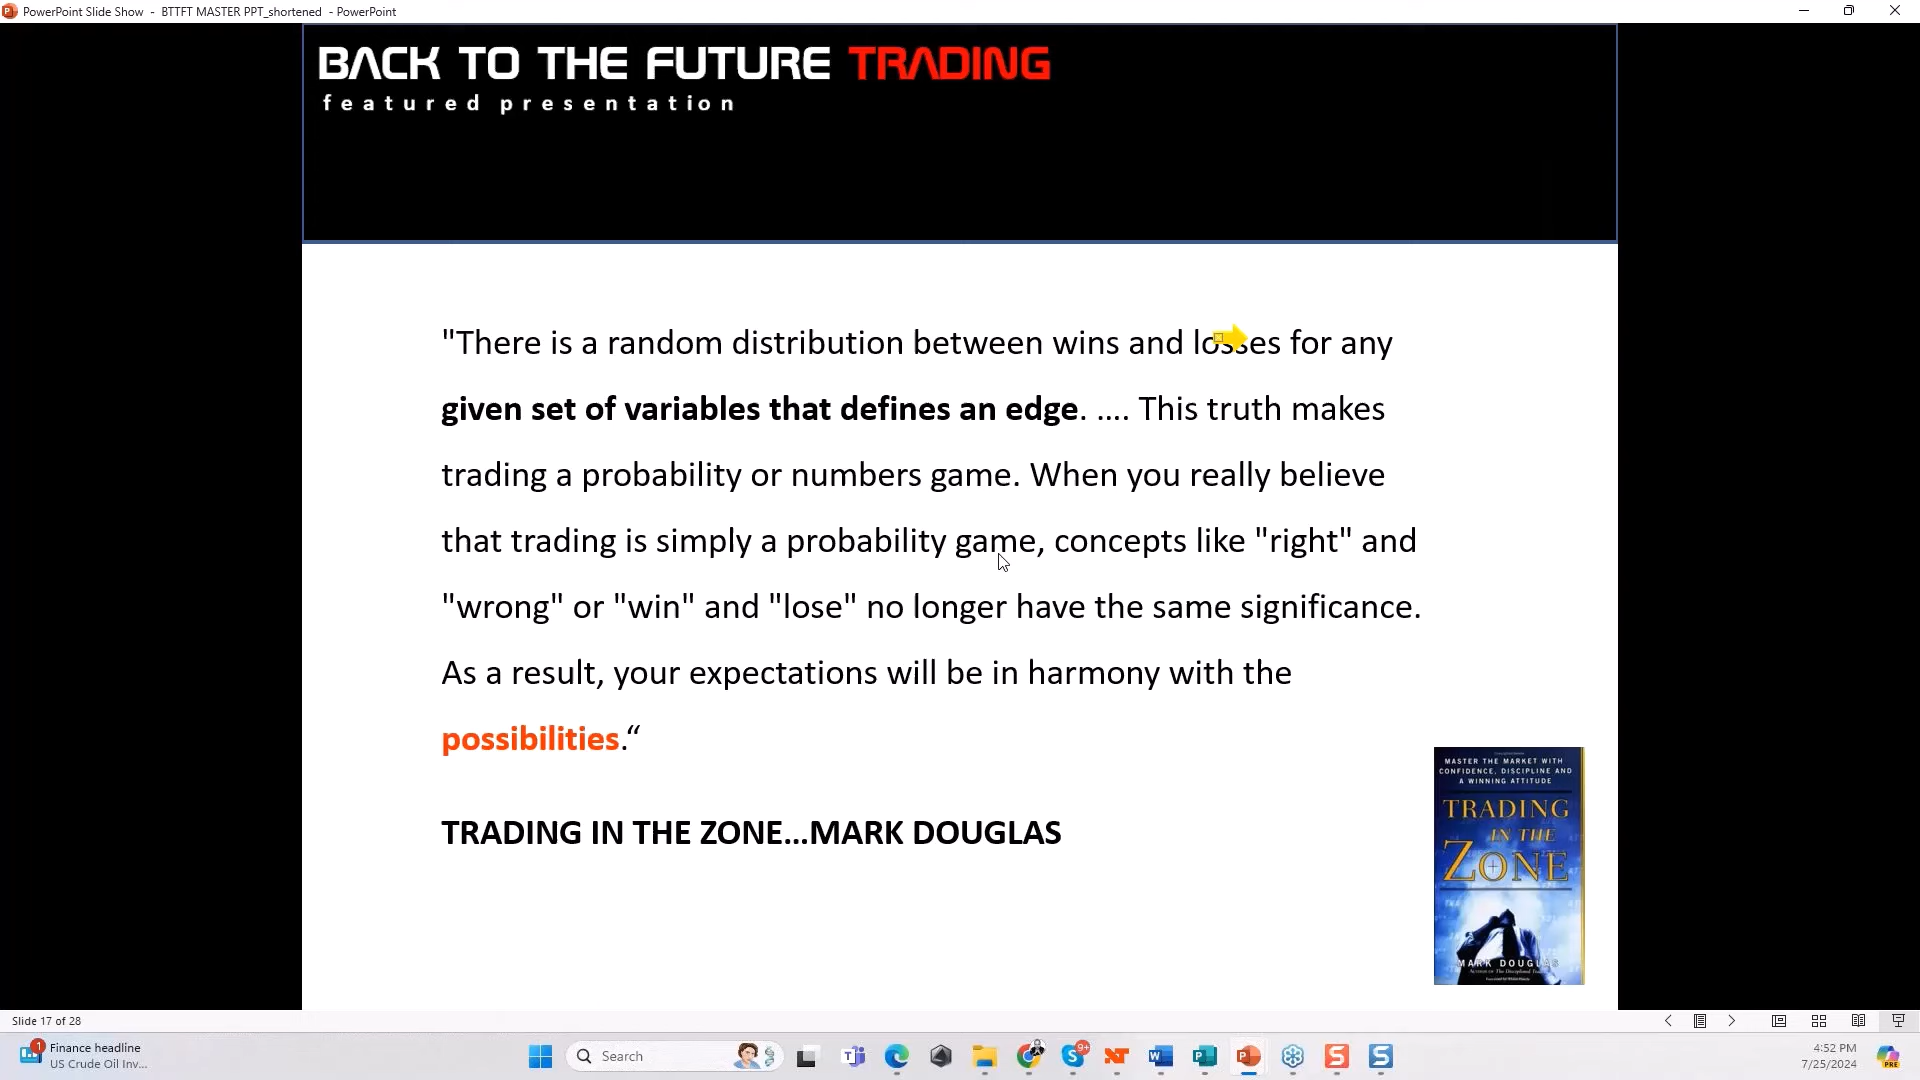 PowerPoint Slide Show - BTTFT MASTER PPT_shortened - PowerPoint
BACK TO THE FUTURE TRADING
featured presentation
"There is a random distribution between wins and losses for any
given set of variables that defines an edge. …. This truth makes
trading a probability or numbers game. When you really believe
that trading is simply a probability game, concepts like "right" and
"wrong" or "win" and "lose" no longer have the same significance.
As a result, your expectations will be in harmony with the
possibilities.“
TRADING IN THE ZONE…MARK DOUGLAS
MASTER THE MARKET WITH
CONFIDENCE, DISCIPLINE AND
A WINNING ATTITUDE
TRADING
IN THE
ZONE
MARK DOUGLAS
Slide 17 of 28
1
Finance headline
US Crude Oil Inv...
Search
9+
4:52 PM
7/25/2024
PRE